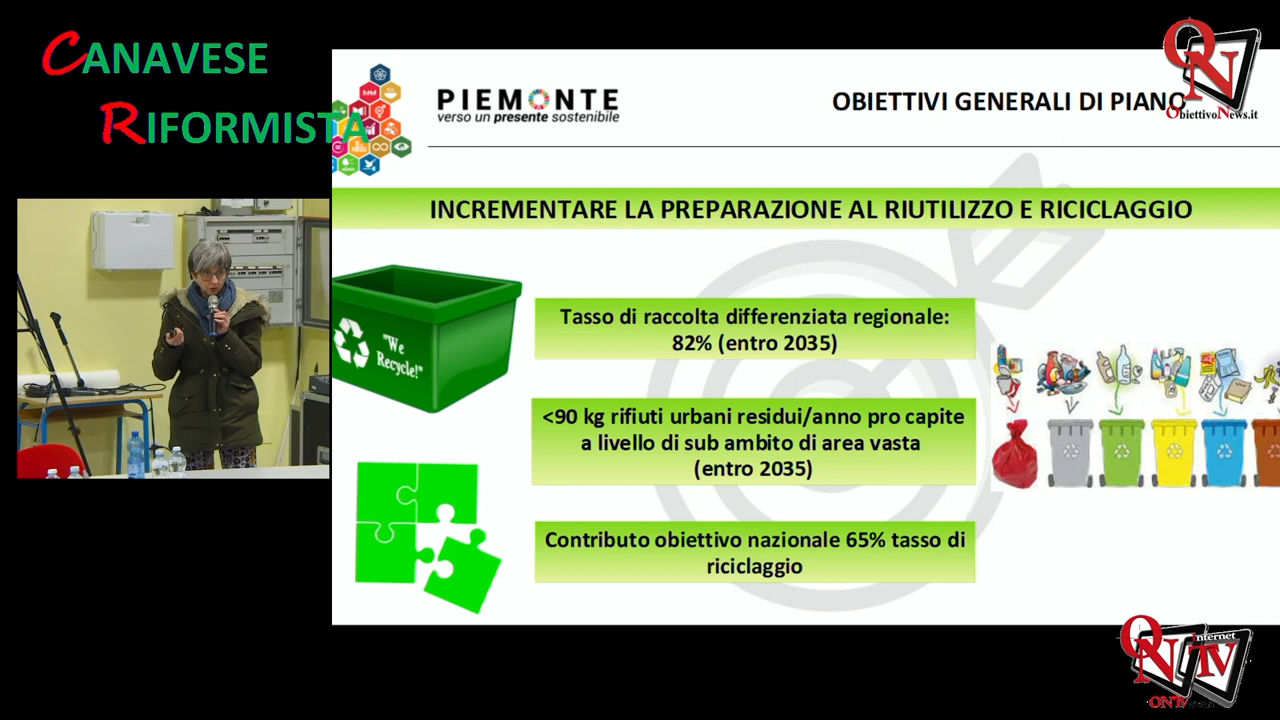 CANAVESE
RIFORMISTA
PIEMONTE
verso un presente sostenibile
OBIETTIVI GENERALI DI PIANO
ON
ObiettivoNews.it
INCREMENTARE LA PREPARAZIONE AL RIUTILIZZO E RICICLAGGIO
"We
Recycle!"
Tasso di raccolta differenziata regionale:
82% (entro 2035)
<90 kg rifiuti urbani residui/anno pro capite
a livello di sub ambito di area vasta
(entro 2035)
Contributo obiettivo nazionale 65% tasso di
riciclaggio
internet
ON TV